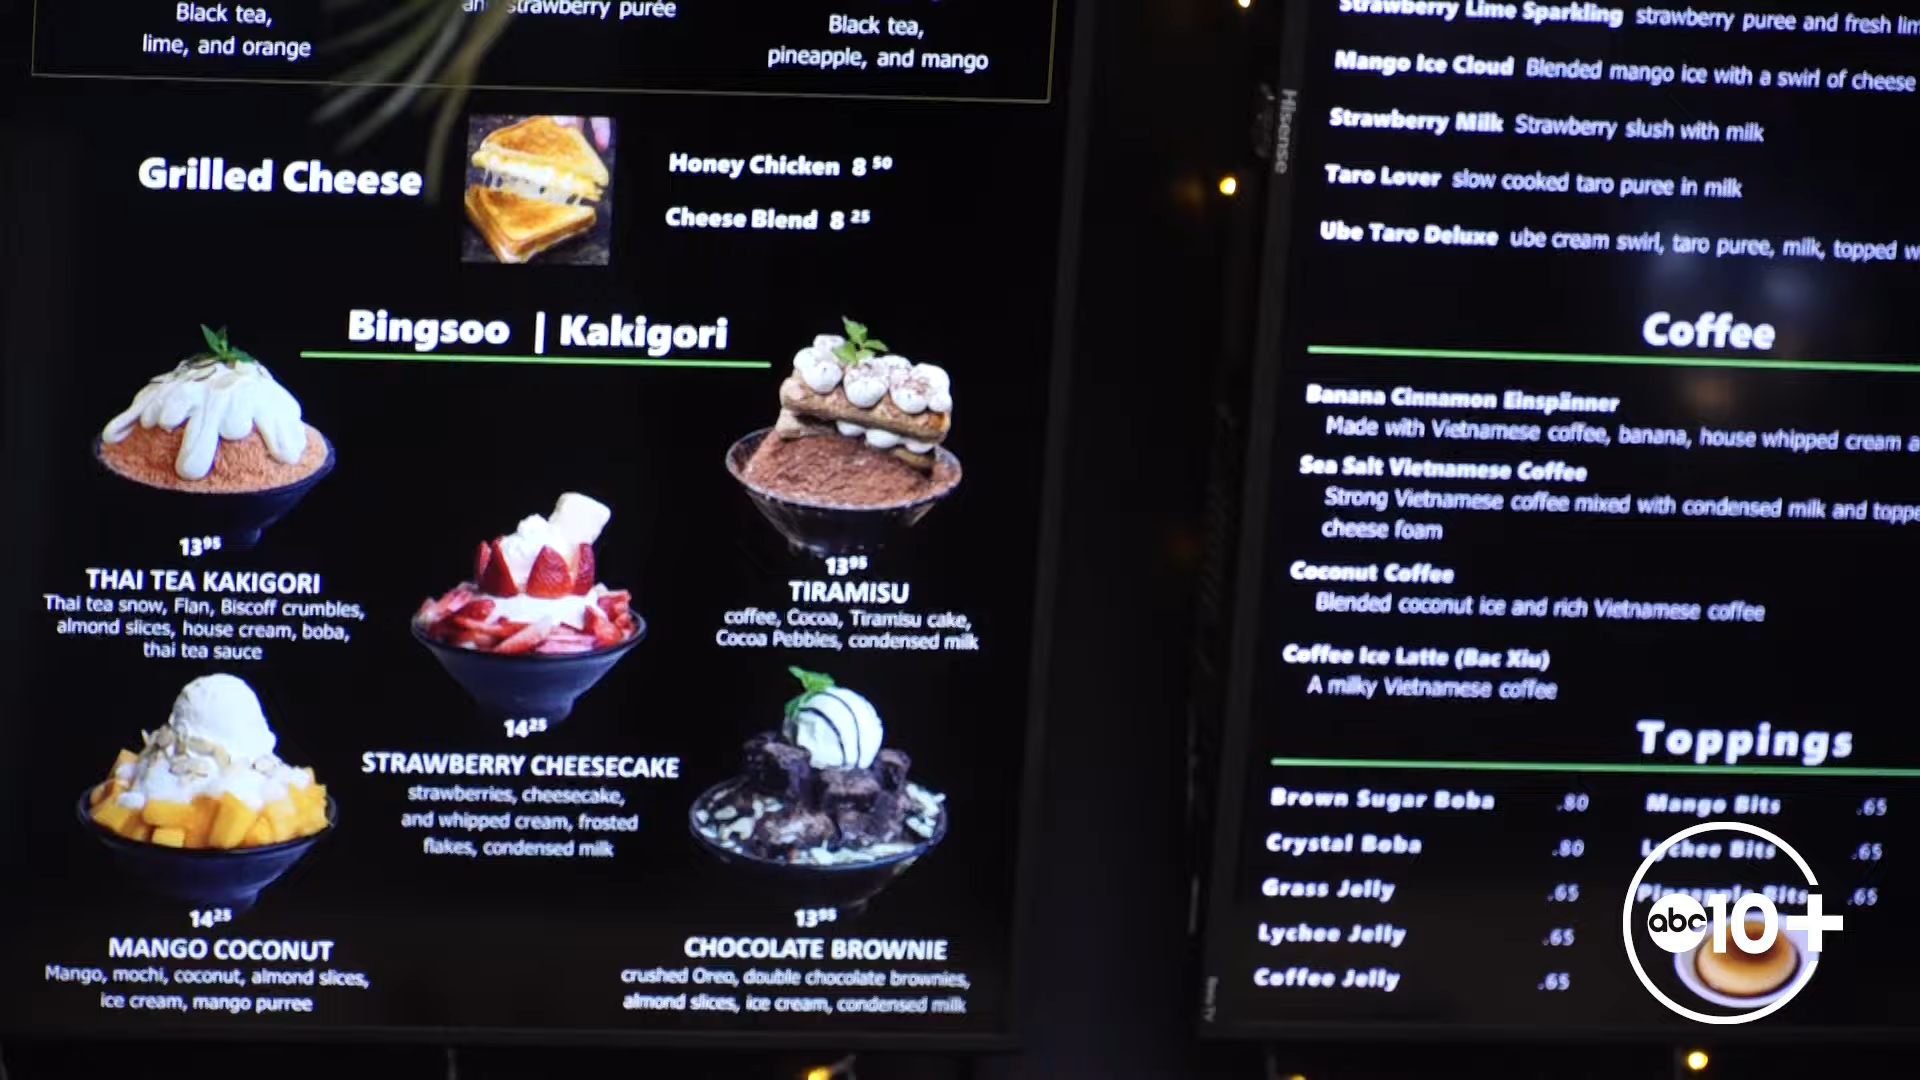 Black tea,
lime, and orange
strawberry purée
Black tea,
pineapple, and mango
Grilled Cheese
Honey Chicken 8 50
Cheese Blend 8 25
Bingsoo | Kakigori
13 95
THAI TEA KAKIGORI
Thai tea snow, Flan, Biscoff crumbles,
almond slices, house cream, boba,
thai tea sauce
13 95
TIRAMISU
coffee, Cocoa, Tiramisu cake,
Cocoa Pebbles, condensed milk
14 25
STRAWBERRY CHEESECAKE
strawberries, cheesecake,
and whipped cream, frosted
flakes, condensed milk
14 25
MANGO COCONUT
Mango, mochi, coconut, almond slices,
ice cream, mango purree
13 95
CHOCOLATE BROWNIE
crushed Oreo, double chocolate brownies,
almond slices, ice cream, condensed milk
Hisense
Strawberry Lime Sparkling strawberry puree and fresh
Mango Ice Cloud Blended mango ice with a swirl of cheese
Strawberry Milk Strawberry slush with milk
Taro Lover slow cooked taro puree in milk
Ube Taro Deluxe ube cream swirl, taro puree, milk, topped
Coffee
Banana Cinnamon Einspänner
Made with Vietnamese coffee, banana, house whipped cream
Sea Salt Vietnamese Coffee
Strong Vietnamese coffee mixed with condensed milk and
cheese foam
Coconut Coffee
Blended coconut ice and rich Vietnamese coffee
Coffee Ice Latte (Bac Xiu)
A milky Vietnamese coffee
Toppings
Brown Sugar Boba .80
Crystal Boba .80
Grass Jelly .65
Lychee Jelly .65
Coffee Jelly .65
Mango Bits .65
Lychee Bits .65
Pineapple Bits .65
abc10+